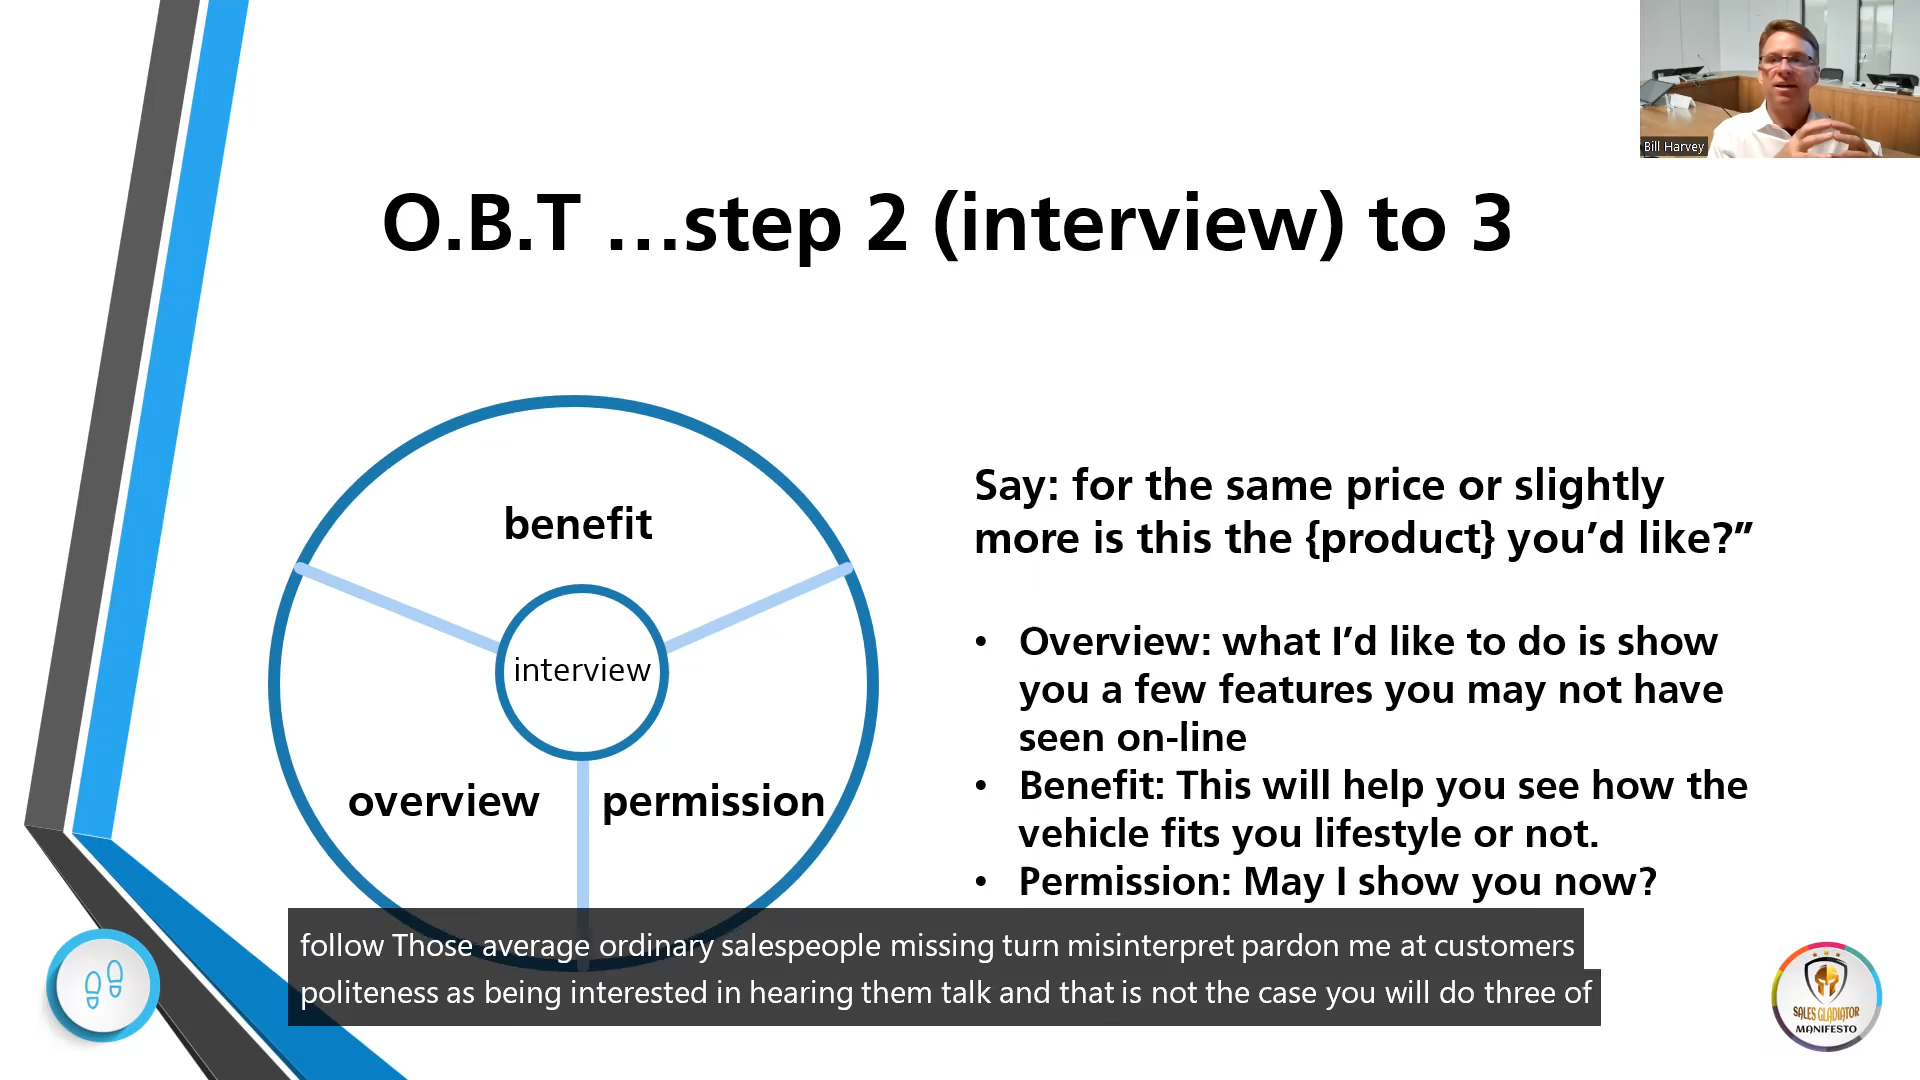 Bill Harvey
O.B.T ...step 2 (interview) to 3
benefit
interview
overview
permission
Say: for the same price or slightly
more is this the {product} you’d like?”
• Overview: what I’d like to do is show
you a few features you may not have
seen on-line
• Benefit: This will help you see how the
vehicle fits you lifestyle or not.
• Permission: May I show you now?
follow Those average ordinary salespeople missing turn misinterpret pardon me at customers
politeness as being interested in hearing them talk and that is not the case you will do three of
SALES GLADIATOR
MANIFESTO